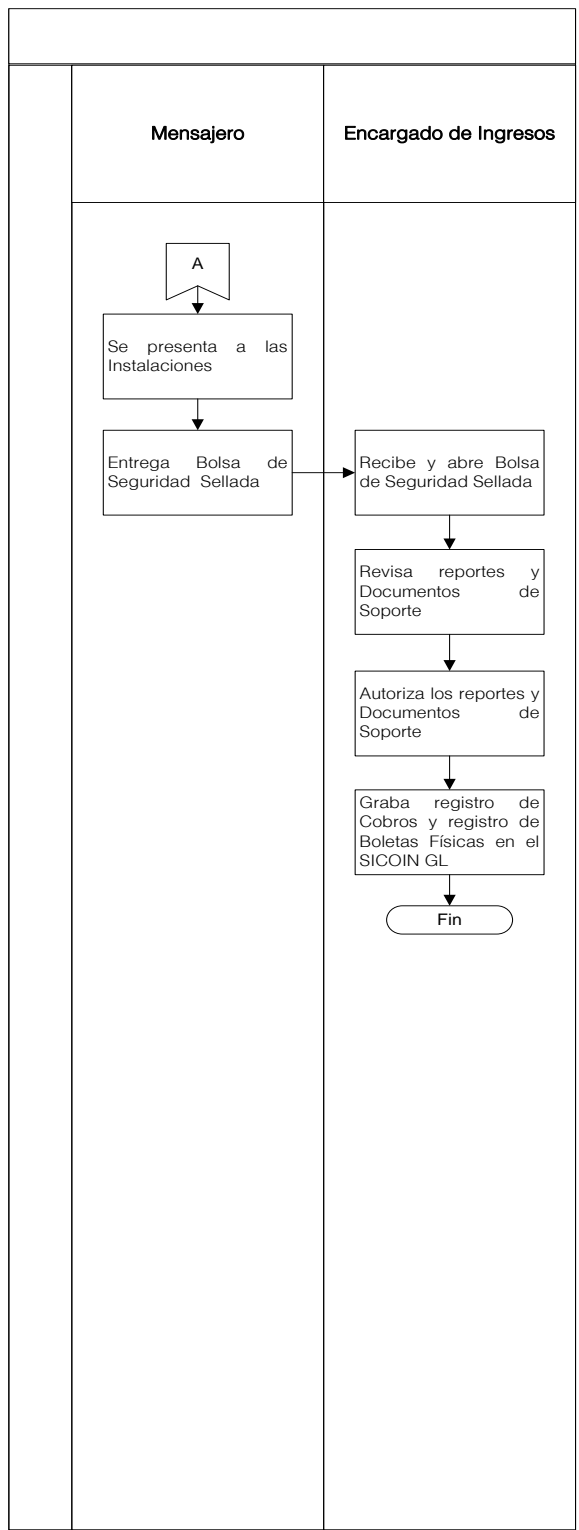 Mensajero
Encargado de Ingresos
A
Se presenta a las
Instalaciones
Entrega Bolsa de
Seguridad Sellada
Recibe y abre Bolsa
de Seguridad Sellada
Revisa reportes y
Documentos de
Soporte
Autoriza los reportes y
Documentos de
Soporte
Graba registro de
Cobros y registro de
Boletas Físicas en el
SICOIN GL
Fin